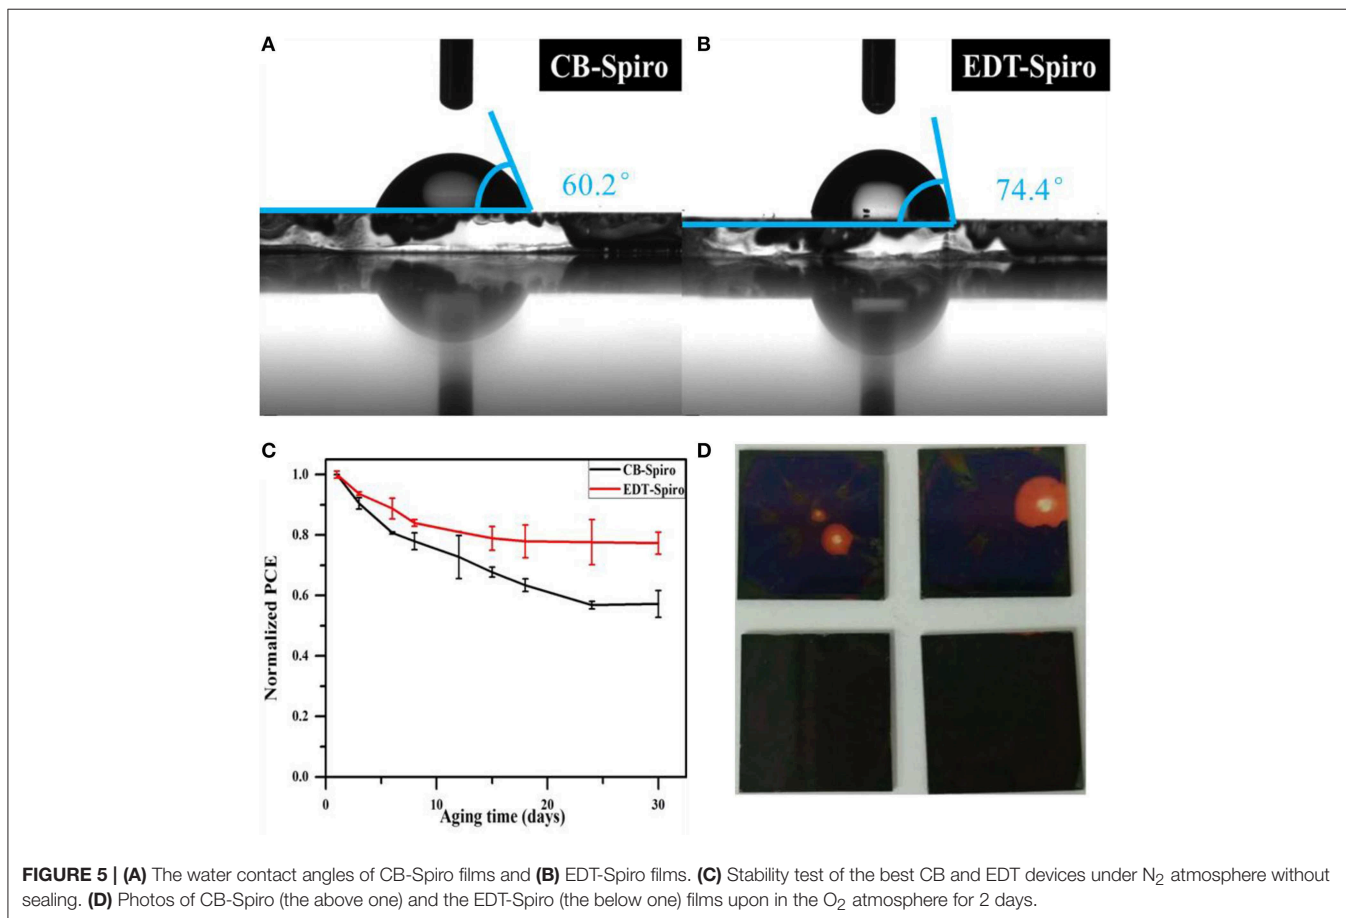 A
CB-Spiro
60.2°
B
EDT-Spiro
74.4°
C
CB-Spiro
EDT-Spiro
Normalized PCE
1.0
0.8
0.6
0.4
0.2
0.0
0
10
20
30
Aging time (days)
D
FIGURE 5 | (A) The water contact angles of CB-Spiro films and (B) EDT-Spiro films. (C) Stability test of the best CB and EDT devices under N2 atmosphere without
sealing. (D) Photos of CB-Spiro (the above one) and the EDT-Spiro (the below one) films upon in the O2 atmosphere for 2 days.